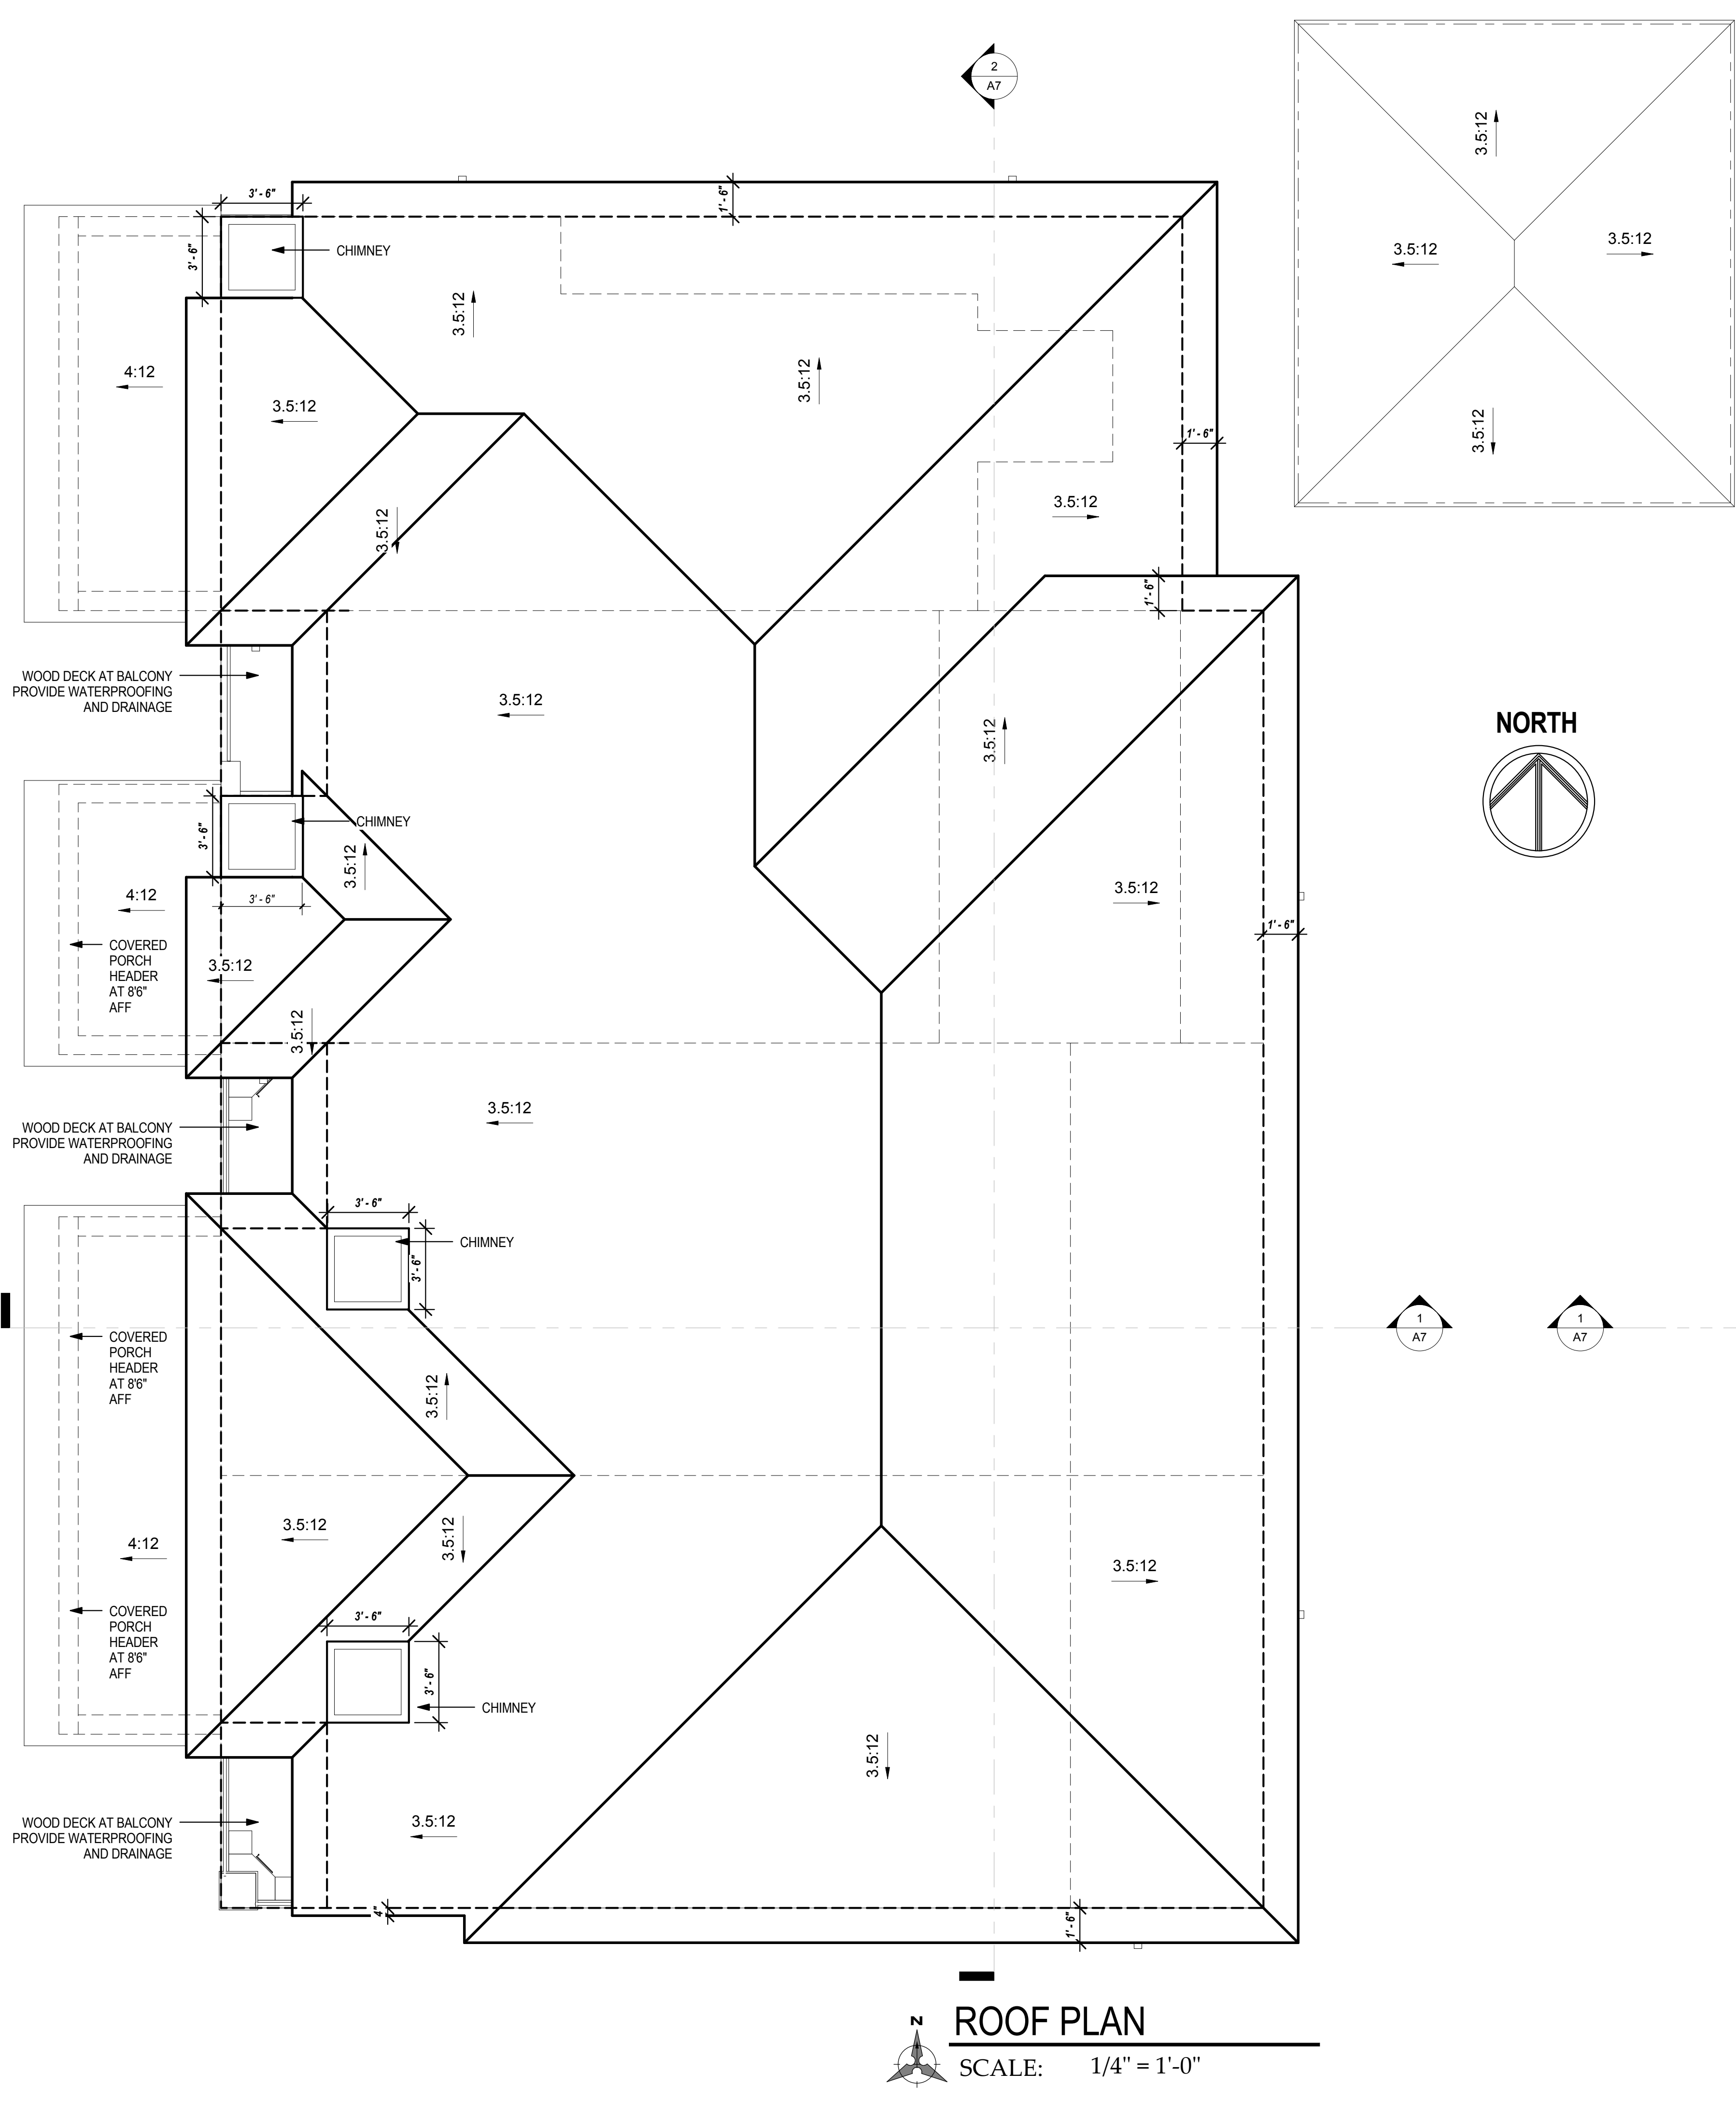 2
A7
3.5:12
3' - 6"
1' - 6"
3' - 6"
CHIMNEY
3.5:12
3.5:12
3.5:12
4:12
3.5:12
3.5:12
3.5:12
1' - 6"
3.5:12
3.5:12
3.5:12
1' - 6"
WOOD DECK AT BALCONY
PROVIDE WATERPROOFING
AND DRAINAGE
3.5:12
3.5:12
NORTH
3' - 6"
CHIMNEY
3.5:12
4:12
3' - 6"
3.5:12
1' - 6"
COVERED
PORCH
HEADER
AT 8'6"
AFF
3.5:12
3.5:12
3.5:12
WOOD DECK AT BALCONY
PROVIDE WATERPROOFING
AND DRAINAGE
3' - 6"
3' - 6"
CHIMNEY
COVERED
PORCH
HEADER
AT 8'6"
AFF
1
A7
1
A7
3.5:12
4:12
3.5:12
3.5:12
3.5:12
COVERED
PORCH
HEADER
AT 8'6"
AFF
3' - 6"
3' - 6"
CHIMNEY
3.5:12
WOOD DECK AT BALCONY
PROVIDE WATERPROOFING
AND DRAINAGE
3.5:12
4"
1' - 6"
N
ROOF PLAN
SCALE: 1/4" = 1'-0"